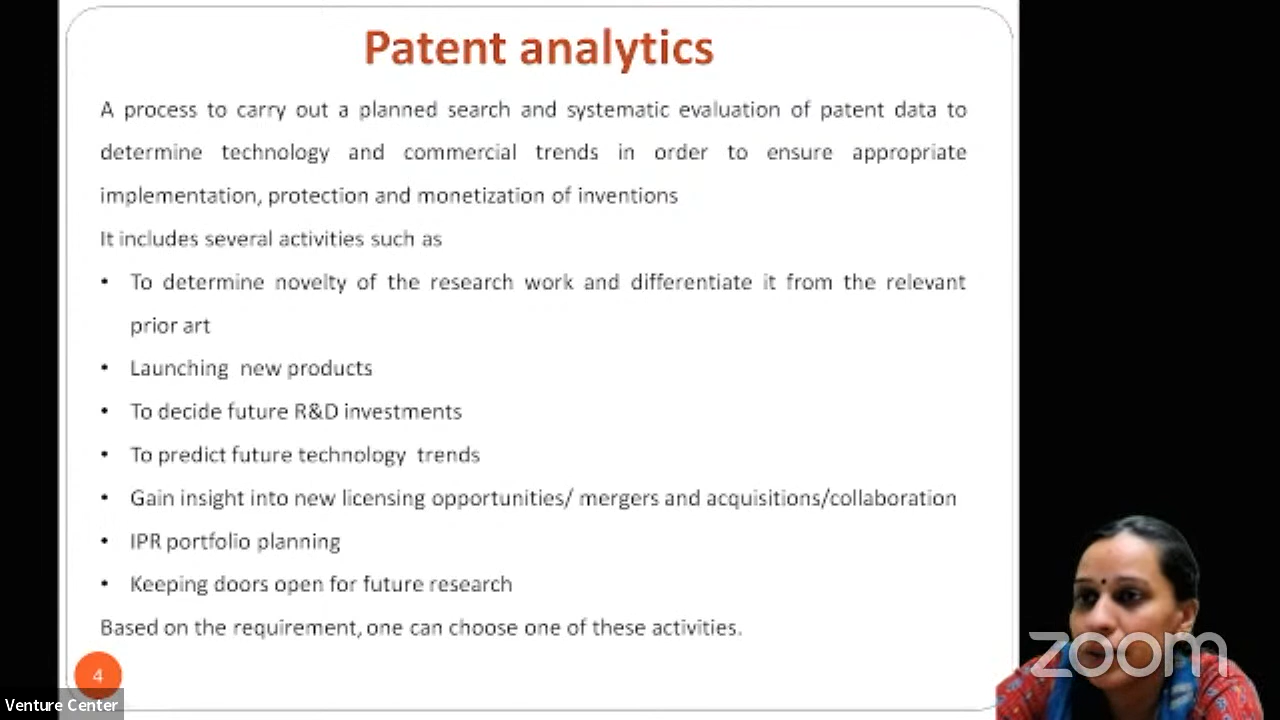 Patent analytics
A process to carry out a planned search and systematic evaluation of patent data to
determine technology and commercial trends in order to ensure appropriate
implementation, protection and monetization of inventions
It includes several activities such as
• To determine novelty of the research work and differentiate it from the relevant
prior art
• Launching new products
• To decide future R&D investments
• To predict future technology trends
• Gain insight into new licensing opportunities/ mergers and acquisitions/collaboration
• IPR portfolio planning
• Keeping doors open for future research
Based on the requirement, one can choose one of these activities.
4
Venture Center
zoom